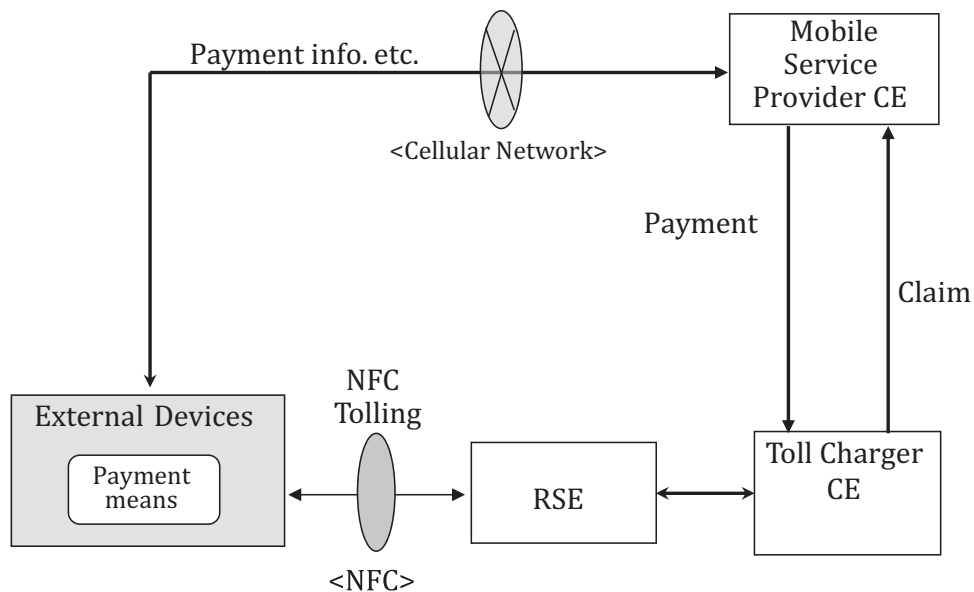 Payment info. etc.
Mobile
Service
Provider CE
<Cellular Network>
Payment
Claim
External Devices
Payment
means
NFC
Tolling
<NFC>
RSE
Toll Charger
CE